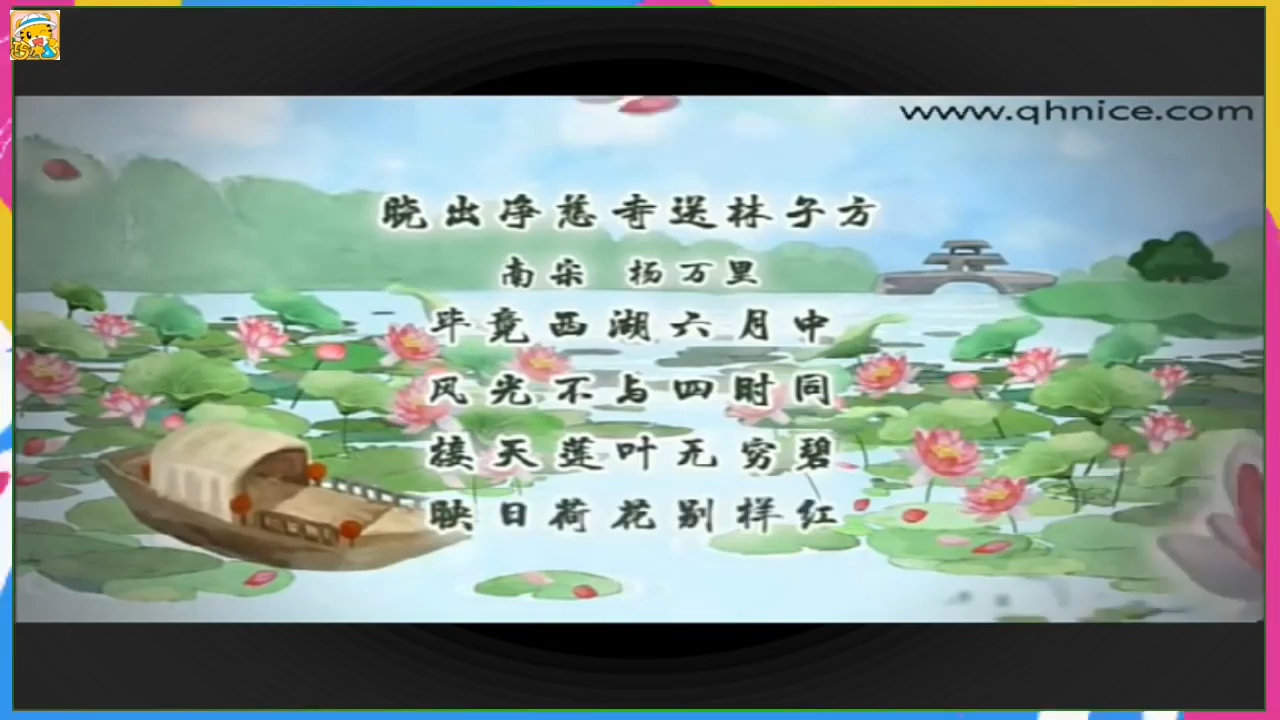 www.qhnice.com
晓出净慈寺送林子方
南宋 杨万里
毕竟西湖六月中
风光不与四时同
接天莲叶无穷碧
映日荷花别样红